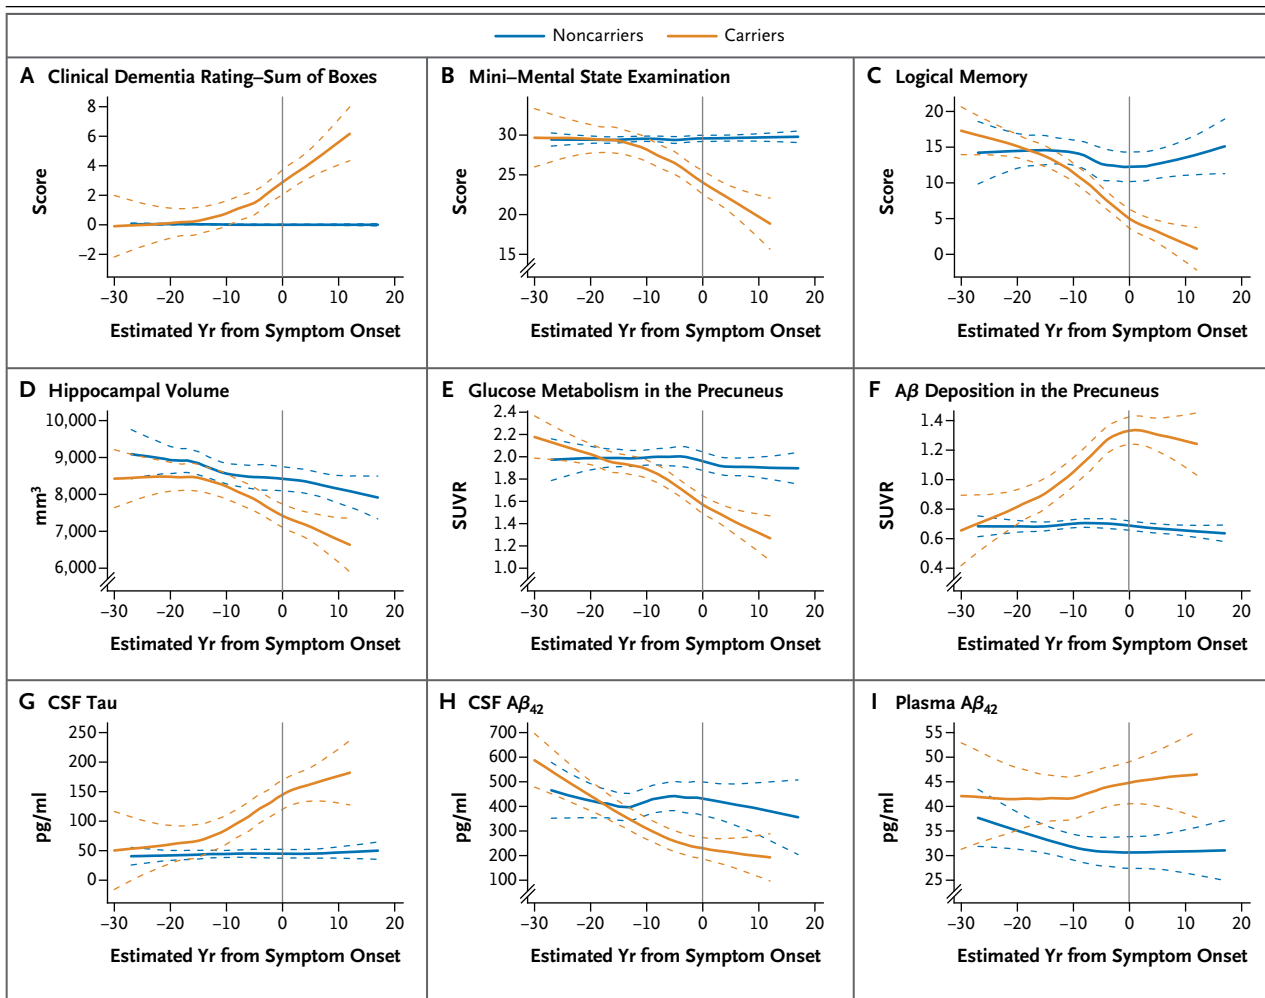 Noncarriers Carriers
A Clinical Dementia Rating–Sum of Boxes
8
6
4
2
0
–2
Score
–30 –20 –10 0 10 20
Estimated Yr from Symptom Onset
B Mini–Mental State Examination
30
25
20
15
Score
–30 –20 –10 0 10 20
Estimated Yr from Symptom Onset
C Logical Memory
20
15
10
5
0
Score
–30 –20 –10 0 10 20
Estimated Yr from Symptom Onset
D Hippocampal Volume
10,000
9,000
8,000
7,000
6,000
mm³
–30 –20 –10 0 10 20
Estimated Yr from Symptom Onset
E Glucose Metabolism in the Precuneus
2.4
2.2
2.0
1.8
1.6
1.4
1.2
1.0
SUVR
–30 –20 –10 0 10 20
Estimated Yr from Symptom Onset
F Aβ Deposition in the Precuneus
1.4
1.2
1.0
0.8
0.6
0.4
SUVR
–30 –20 –10 0 10 20
Estimated Yr from Symptom Onset
G CSF Tau
250
200
150
100
50
0
pg/ml
–30 –20 –10 0 10 20
Estimated Yr from Symptom Onset
H CSF Aβ₄₂
700
600
500
400
300
200
100
pg/ml
–30 –20 –10 0 10 20
Estimated Yr from Symptom Onset
I Plasma Aβ₄₂
55
50
45
40
35
30
25
pg/ml
–30 –20 –10 0 10 20
Estimated Yr from Symptom Onset